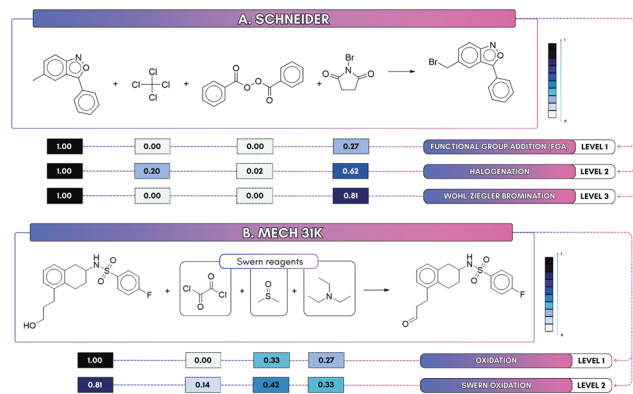 A. SCHNEIDER
N
O
Cl
Cl
Cl
Cl
+
+
+
O
O
O
O
Br
N
O
O
Br
N
O
1
0
1.00
0.00
0.00
0.27
FUNCTIONAL GROUP ADDITION (FGA)
LEVEL 1
1.00
0.20
0.02
0.62
HALOGENATION
LEVEL 2
1.00
0.00
0.00
0.81
WOHL-ZIEGLER BROMINATION
LEVEL 3
B. MECH 31K
Swern reagents
H
N
O
S
O
F
HO
+
Cl
O
O
Cl
+
O
S
+
N
H
N
O
S
O
F
O
1
0
1.00
0.00
0.33
0.27
OXIDATION
LEVEL 1
0.81
0.14
0.42
0.33
SWERN OXIDATION
LEVEL 2